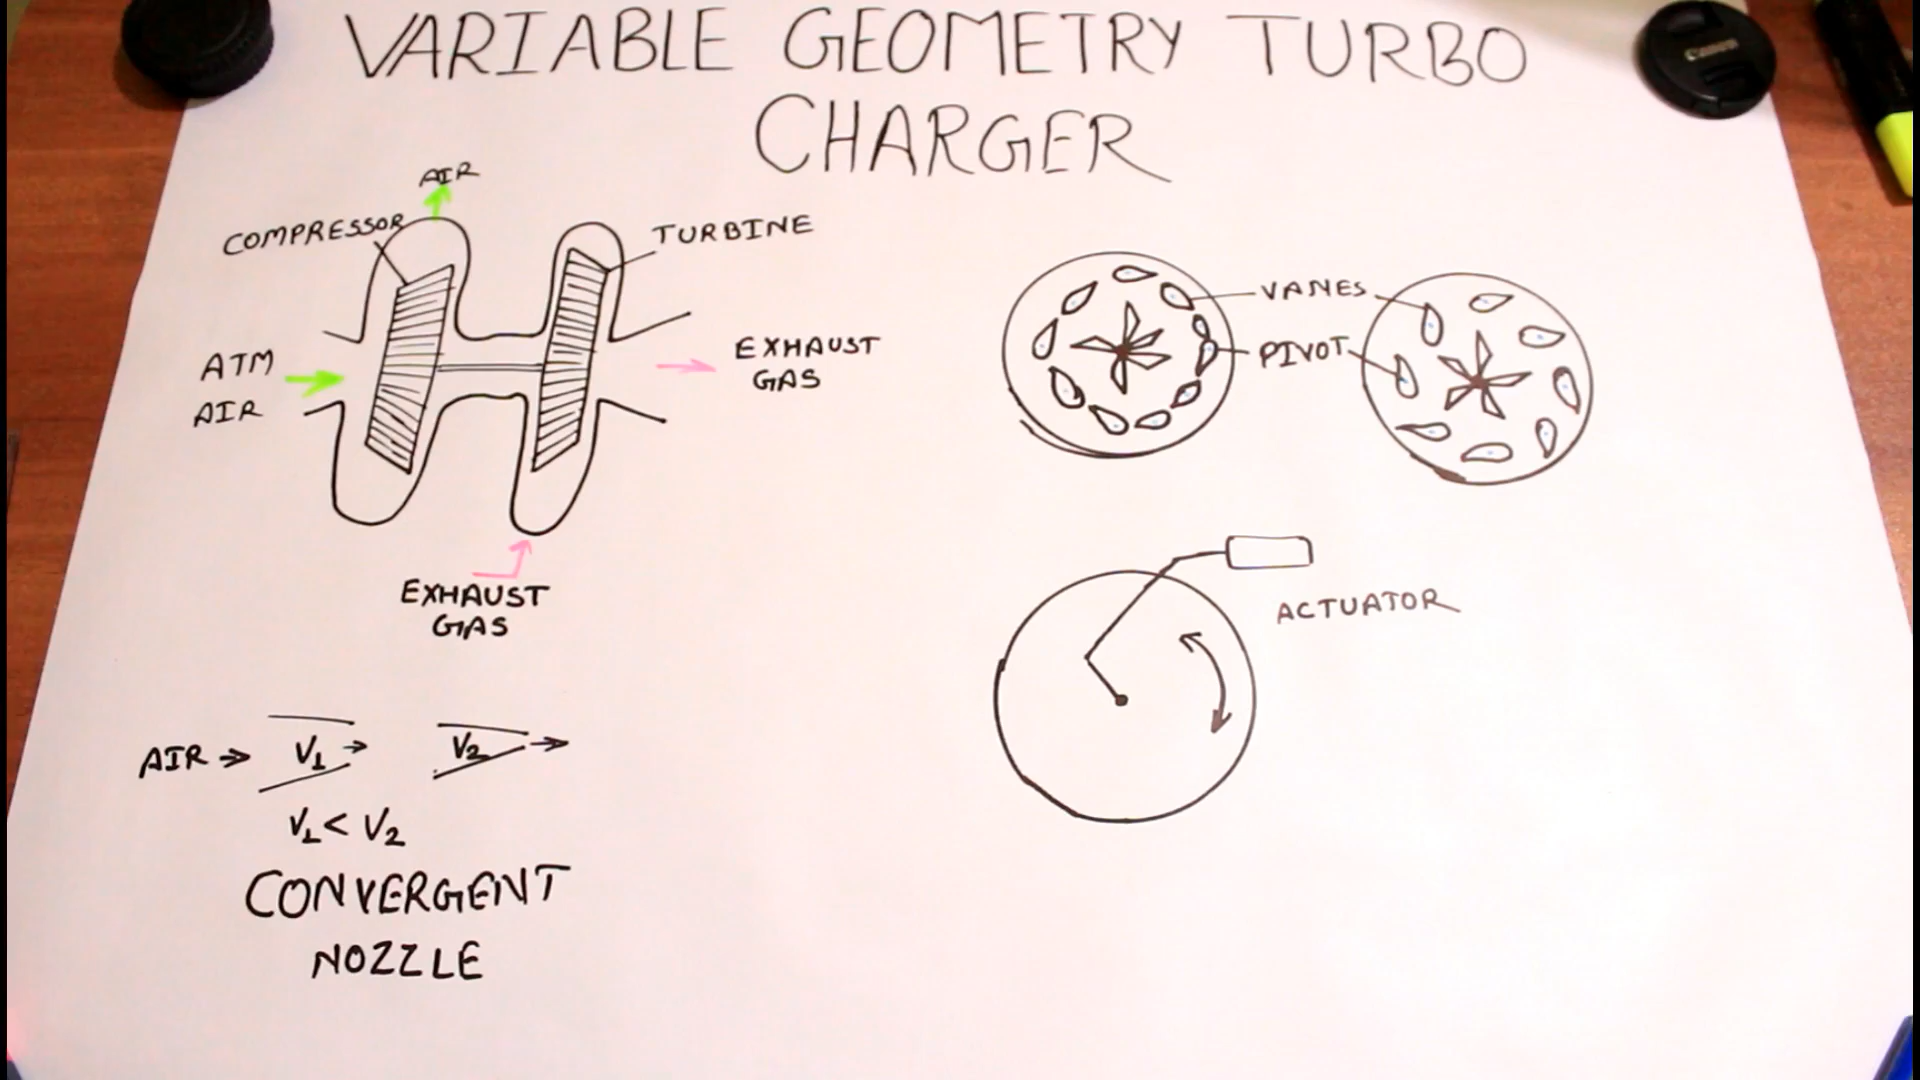 VARIABLE GEOMETRY TURBO
CHARGER
Canon
AIR
COMPRESSOR
TURBINE
ATM
AIR
EXHAUST
GAS
EXHAUST
GAS
VANES
PIVOT
ACTUATOR
AIR → V1 → V2 →
V1 < V2
CONVERGENT
NOZZLE